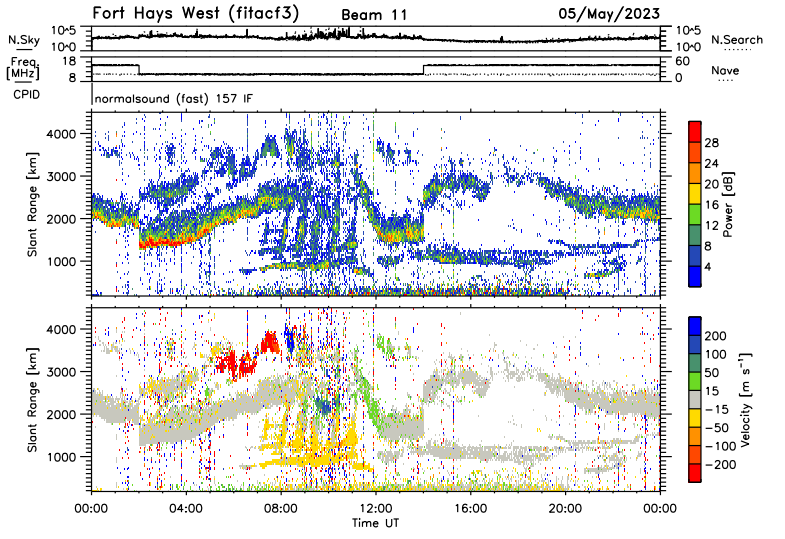 Fort Hays West (fitacf3) Beam 11 05/May/2023
N.Sky 10^5 10^0 10^5 10^0 N.Search
Freq. [MHz] 18 8 60 0 Nave
CPID normalsound (fast) 157 IF
Slant Range [km] 4000 3000 2000 1000
28 24 20 16 12 8 4 Power [dB]
Slant Range [km] 4000 3000 2000 1000
200 100 50 15 −15 −50 −100 −200 Velocity [m s⁻¹]
00:00 04:00 08:00 12:00 16:00 20:00 00:00
Time UT